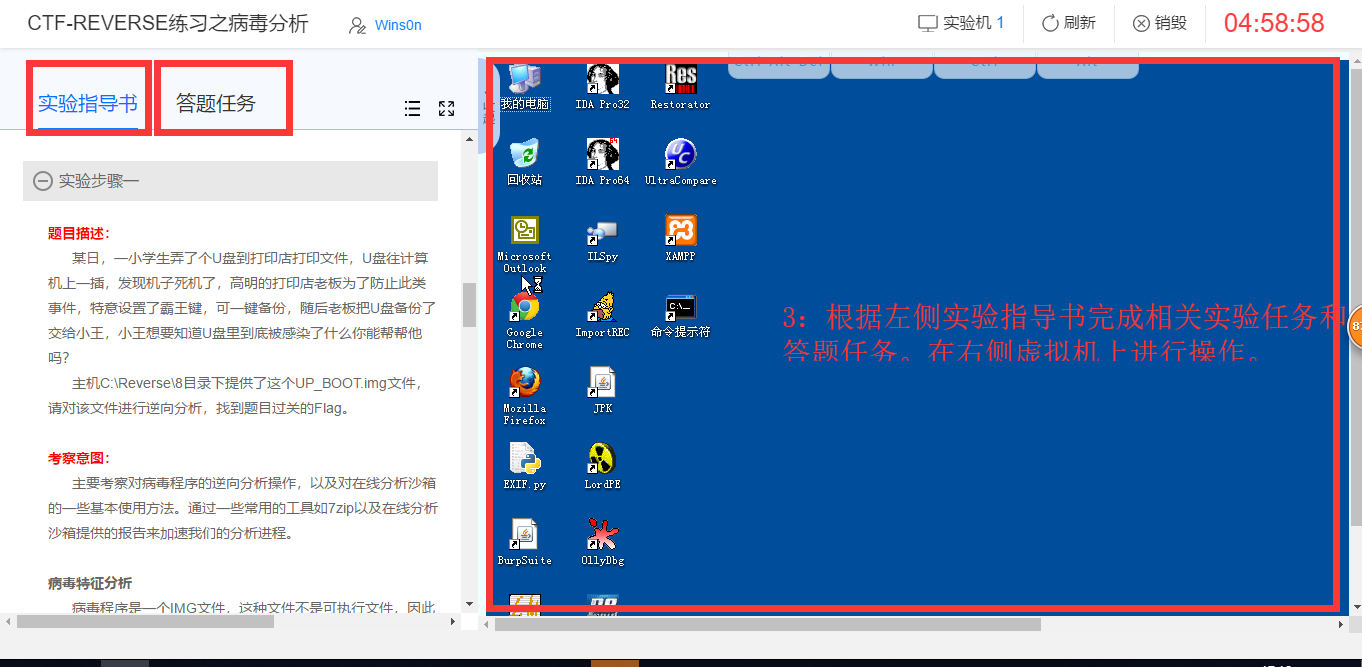 CTF-REVERSE练习之病毒分析
Wins0n
实验机 1
刷新
销毁
04:58:58
实验指导书
答题任务
实验步骤一
题目描述：
某日，一小学生弄了个U盘到打印店打印文件，U盘往计算
机上一插，发现机子死机了，高明的打印店老板为了防止此类
事件，特意设置了霸王键，可一键备份，随后老板把U盘备份了
交给小王，小王想要知道U盘里到底被感染了什么你能帮帮他
吗？
主机C:\Reverse\8目录下提供了这个UP_BOOT.img文件，
请对该文件进行逆向分析，找到题目过关的Flag。
考察意图：
主要考察对病毒程序的逆向分析操作，以及对在线分析沙箱
的一些基本使用方法。通过一些常用的工具如7zip以及在线分析
沙箱提供的报告来加速我们的分析进程。
病毒特征分析
病毒程序是一个IMG文件，这种文件不是可执行文件，因此
我的电脑
IDA Pro32
Restorator
回收站
IDA Pro64
UltraCompare
Microsoft
Outlook
ILSpy
XAMPP
Google
Chrome
ImportREC
命令提示符
Mozilla
Firefox
JPK
EXIF.py
LordPE
BurpSuite
OllyDbg
3：根据左侧实验指导书完成相关实验任务和
答题任务。在右侧虚拟机上进行操作。